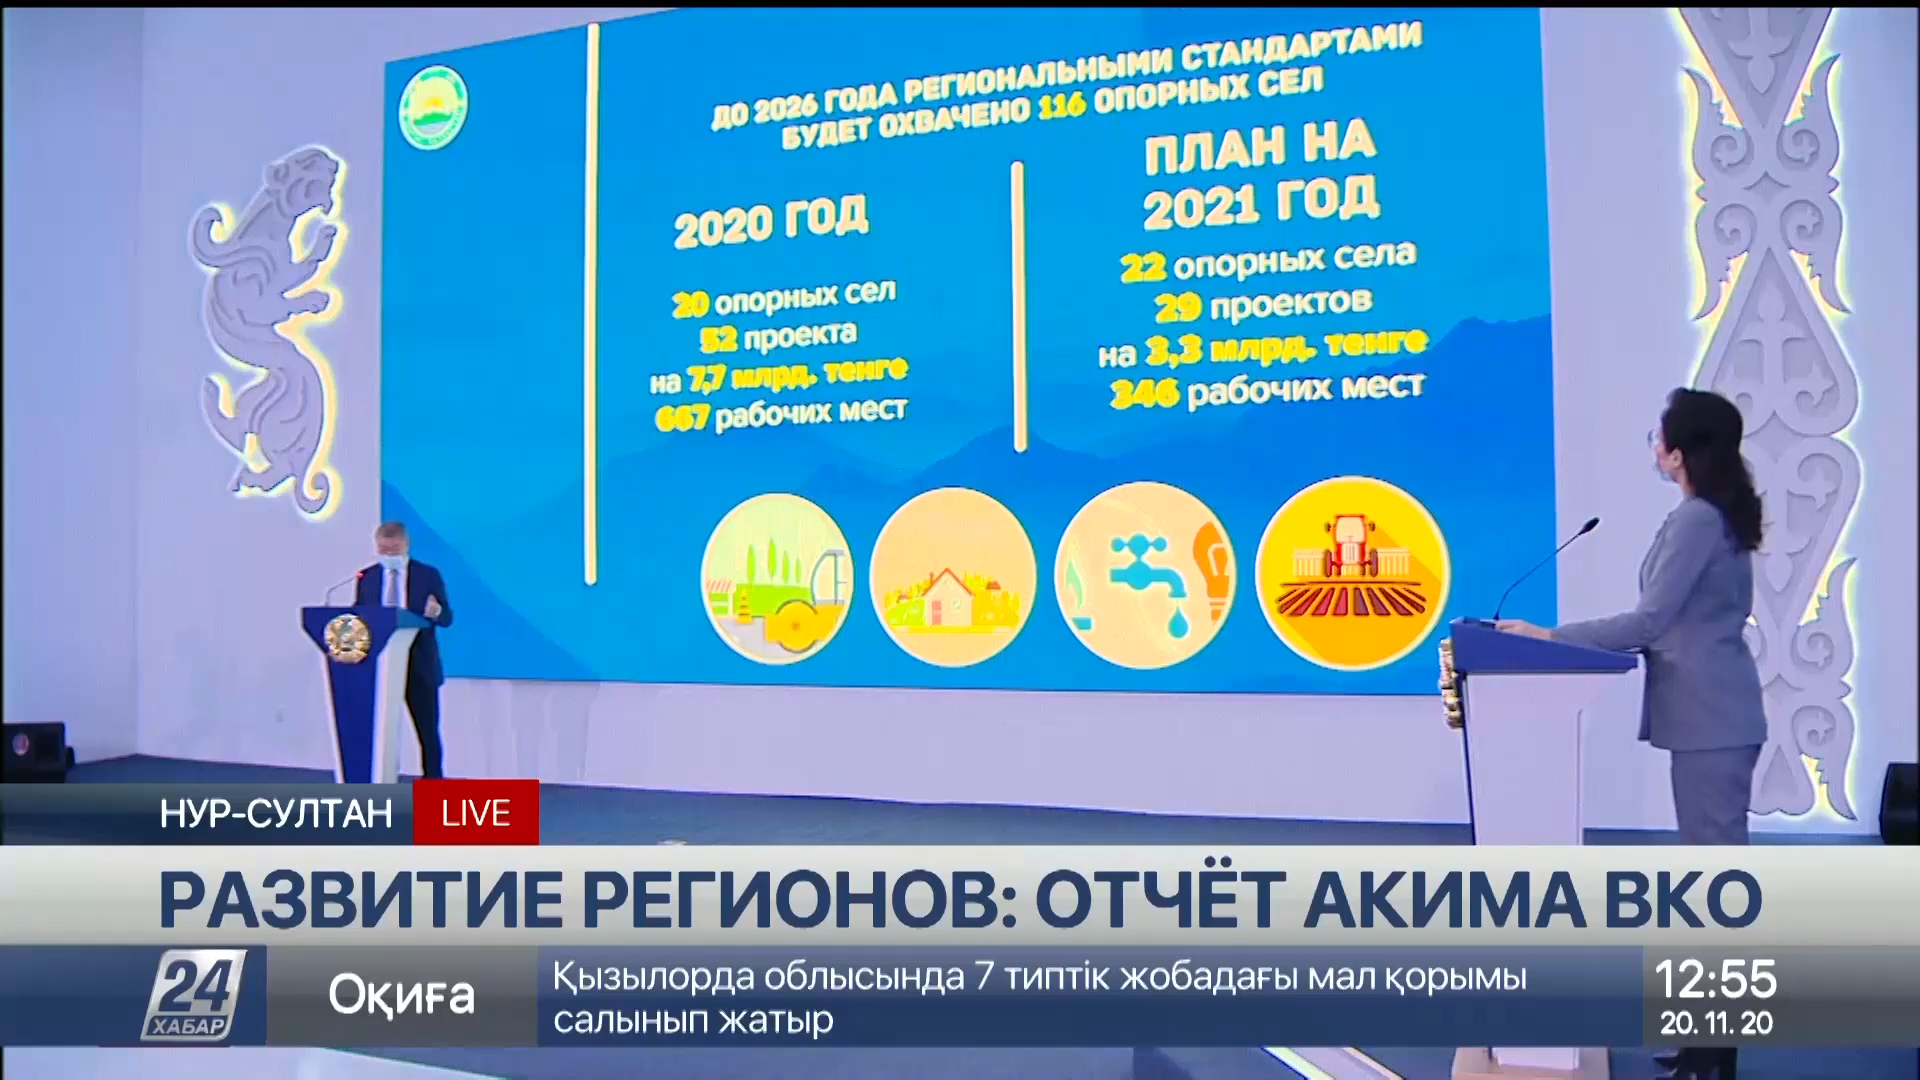 ДО 2026 ГОДА РЕГИОНАЛЬНЫМИ СТАНДАРТАМИ
БУДЕТ ОХВАЧЕНО 116 ОПОРНЫХ СЕЛ
2020 ГОД
20 опорных сел
52 проекта
на 7,7 млрд. тенге
667 рабочих мест
ПЛАН НА
2021 ГОД
22 опорных села
29 проектов
на 3,3 млрд. тенге
346 рабочих мест
НУР-СУЛТАН LIVE
РАЗВИТИЕ РЕГИОНОВ: ОТЧЁТ АКИМА ВКО
24
ХАБАР
Оқиға
Қызылорда облысында 7 типтік жобадағы мал қорымы
салынып жатыр
12:55
20. 11. 20